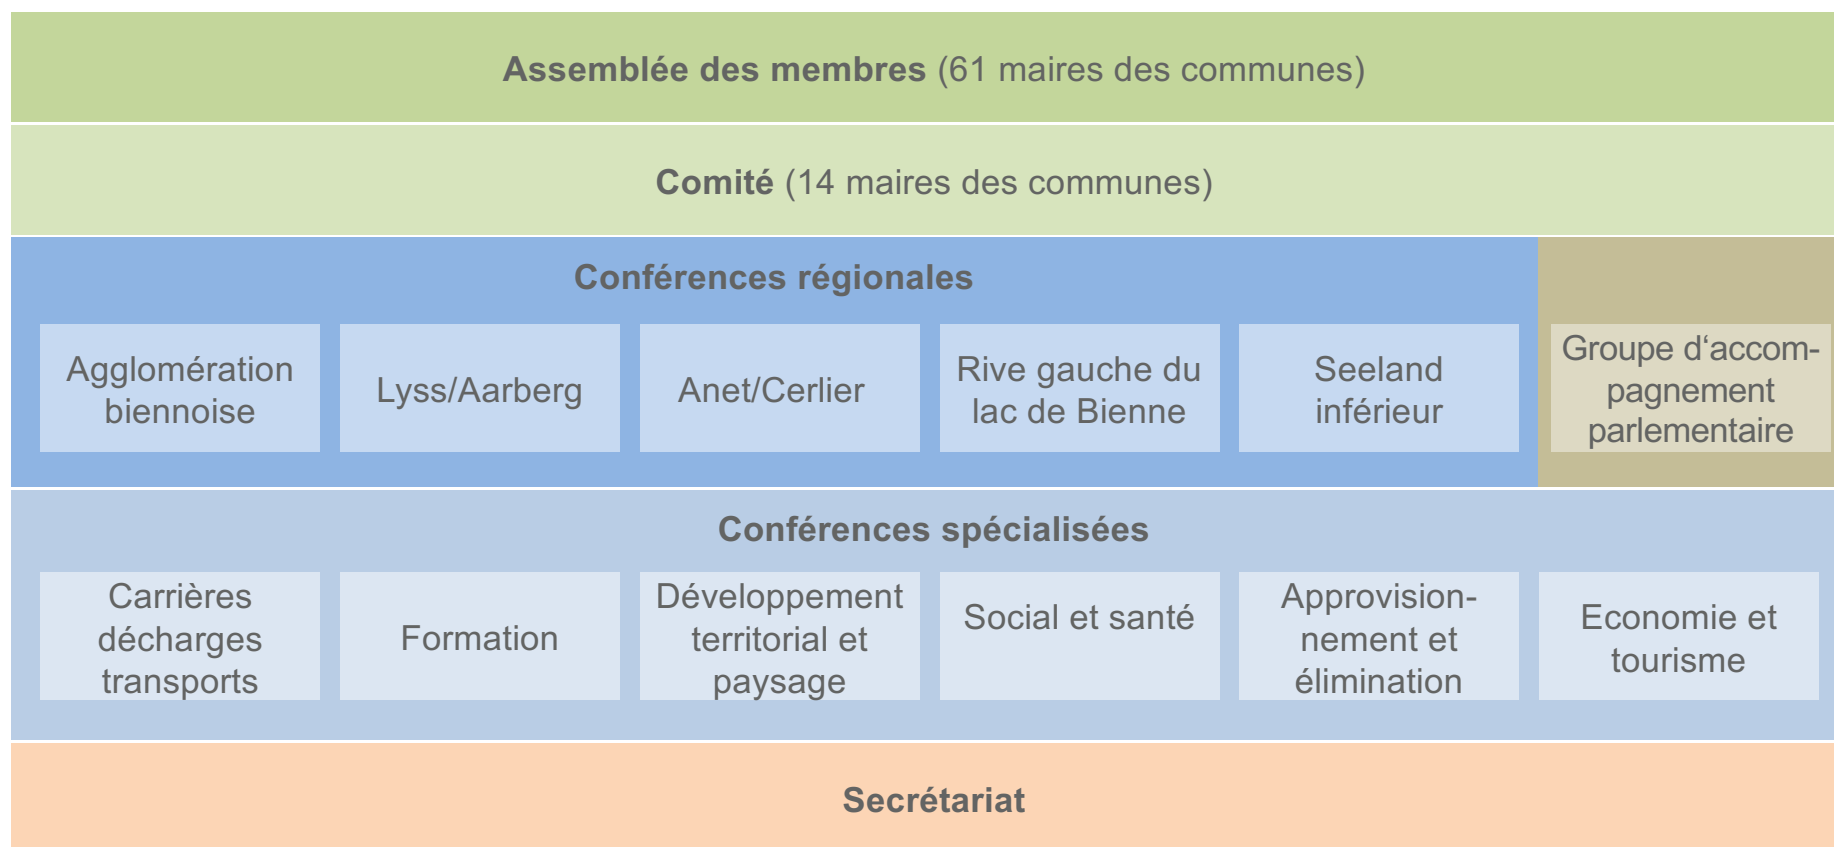 Assemblée des membres (61 maires des communes)
Comité (14 maires des communes)
Conférences régionales
Agglomération
biennoise
Lyss/Aarberg
Anet/Cerlier
Rive gauche du
lac de Bienne
Seeland
inférieur
Groupe d‘accom-
pagnement
parlementaire
Conférences spécialisées
Carrières
décharges
transports
Formation
Développement
territorial et
paysage
Social et santé
Approvision-
nement et
élimination
Economie et
tourisme
Secrétariat